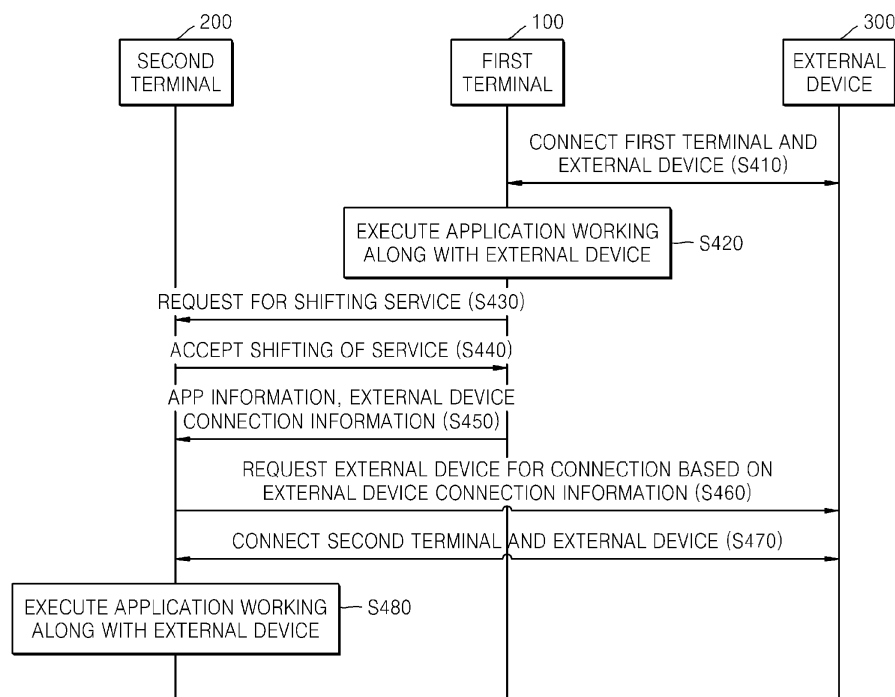 200
100
300
SECOND
TERMINAL
FIRST
TERMINAL
EXTERNAL
DEVICE
CONNECT FIRST TERMINAL AND
EXTERNAL DEVICE (S410)
EXECUTE APPLICATION WORKING
ALONG WITH EXTERNAL DEVICE
S420
REQUEST FOR SHIFTING SERVICE (S430)
ACCEPT SHIFTING OF SERVICE (S440)
APP INFORMATION, EXTERNAL DEVICE
CONNECTION INFORMATION (S450)
REQUEST EXTERNAL DEVICE FOR CONNECTION BASED ON
EXTERNAL DEVICE CONNECTION INFORMATION (S460)
CONNECT SECOND TERMINAL AND EXTERNAL DEVICE (S470)
EXECUTE APPLICATION WORKING
ALONG WITH EXTERNAL DEVICE
S480